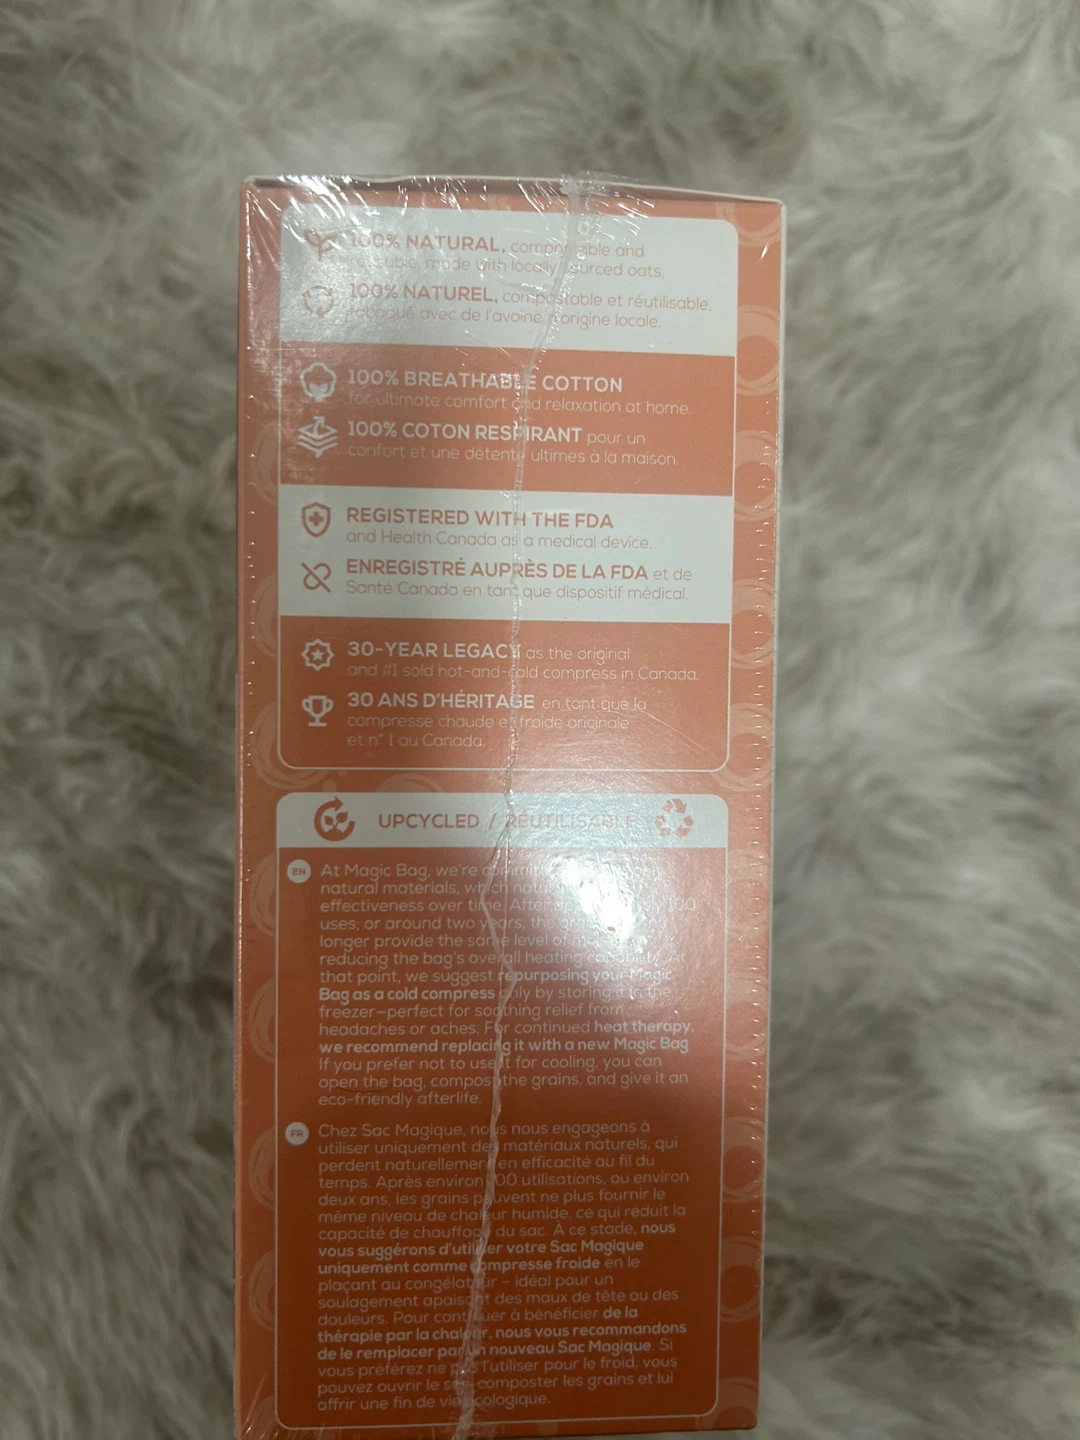 100% NATURAL, compostable and
reusable, made with locally sourced oats.
100% NATUREL, compostable et réutilisable,
fabriqué avec de l'avoine d'origine locale.
100% BREATHABLE COTTON
for ultimate comfort and relaxation at home.
100% COTON RESPIRANT pour un
confort et une détente ultimes à la maison.
REGISTERED WITH THE FDA
and Health Canada as a medical device.
ENREGISTRÉ AUPRÈS DE LA FDA et de
Santé Canada en tant que dispositif médical.
30-YEAR LEGACY as the original
and #1 sold hot-and-cold compress in Canada.
30 ANS D'HÉRITAGE en tant que la
compresse chaude et froide originale
et n° 1 au Canada.
UPCYCLED / RÉUTILISABLE
EN
At Magic Bag, we're
natural materials, which
effectiveness over time. After 100
uses, or around two years, the
longer provide the same level of
reducing the bag's overall heating capability. At
that point, we suggest repurposing your Magic
Bag as a cold compress only by storing it in the
freezer–perfect for soothing relief from
headaches or aches. For continued heat therapy,
we recommend replacing it with a new Magic Bag
If you prefer not to use it for cooling, you can
open the bag, compost the grains, and give it an
eco-friendly afterlife.
FR
Chez Sac Magique, nous nous engageons à
utiliser uniquement des matériaux naturels, qui
perdent naturellement en efficacité au fil du
temps. Après environ 100 utilisations, ou environ
deux ans, les grains peuvent ne plus fournir le
même niveau de chaleur humide, ce qui réduit la
capacité de chauffage du sac. À ce stade, nous
vous suggérons d'utiliser votre Sac Magique
uniquement comme compresse froide en le
plaçant au congélateur – idéal pour un
soulagement apaisant des maux de tête ou des
douleurs. Pour continuer à bénéficier de la
thérapie par la chaleur, nous vous recommandons
de le remplacer par un nouveau Sac Magique. Si
vous préférez ne pas l'utiliser pour le froid, vous
pouvez ouvrir le sac, composter les grains et lui
offrir une fin de vie écologique.